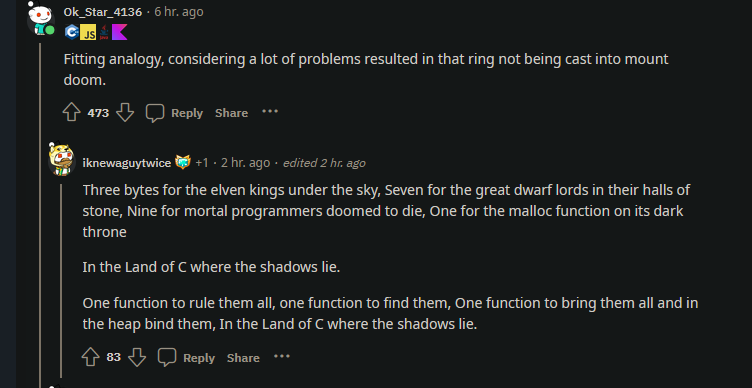 Ok_Star_4136 · 6 hr. ago
JS
Fitting analogy, considering a lot of problems resulted in that ring not being cast into mount
doom.
473 Reply Share ···
iknewaguytwice +1 · 2 hr. ago · edited 2 hr. ago
Three bytes for the elven kings under the sky, Seven for the great dwarf lords in their halls of
stone, Nine for mortal programmers doomed to die, One for the malloc function on its dark
throne
In the Land of C where the shadows lie.
One function to rule them all, one function to find them, One function to bring them all and in
the heap bind them, In the Land of C where the shadows lie.
83 Reply Share ···